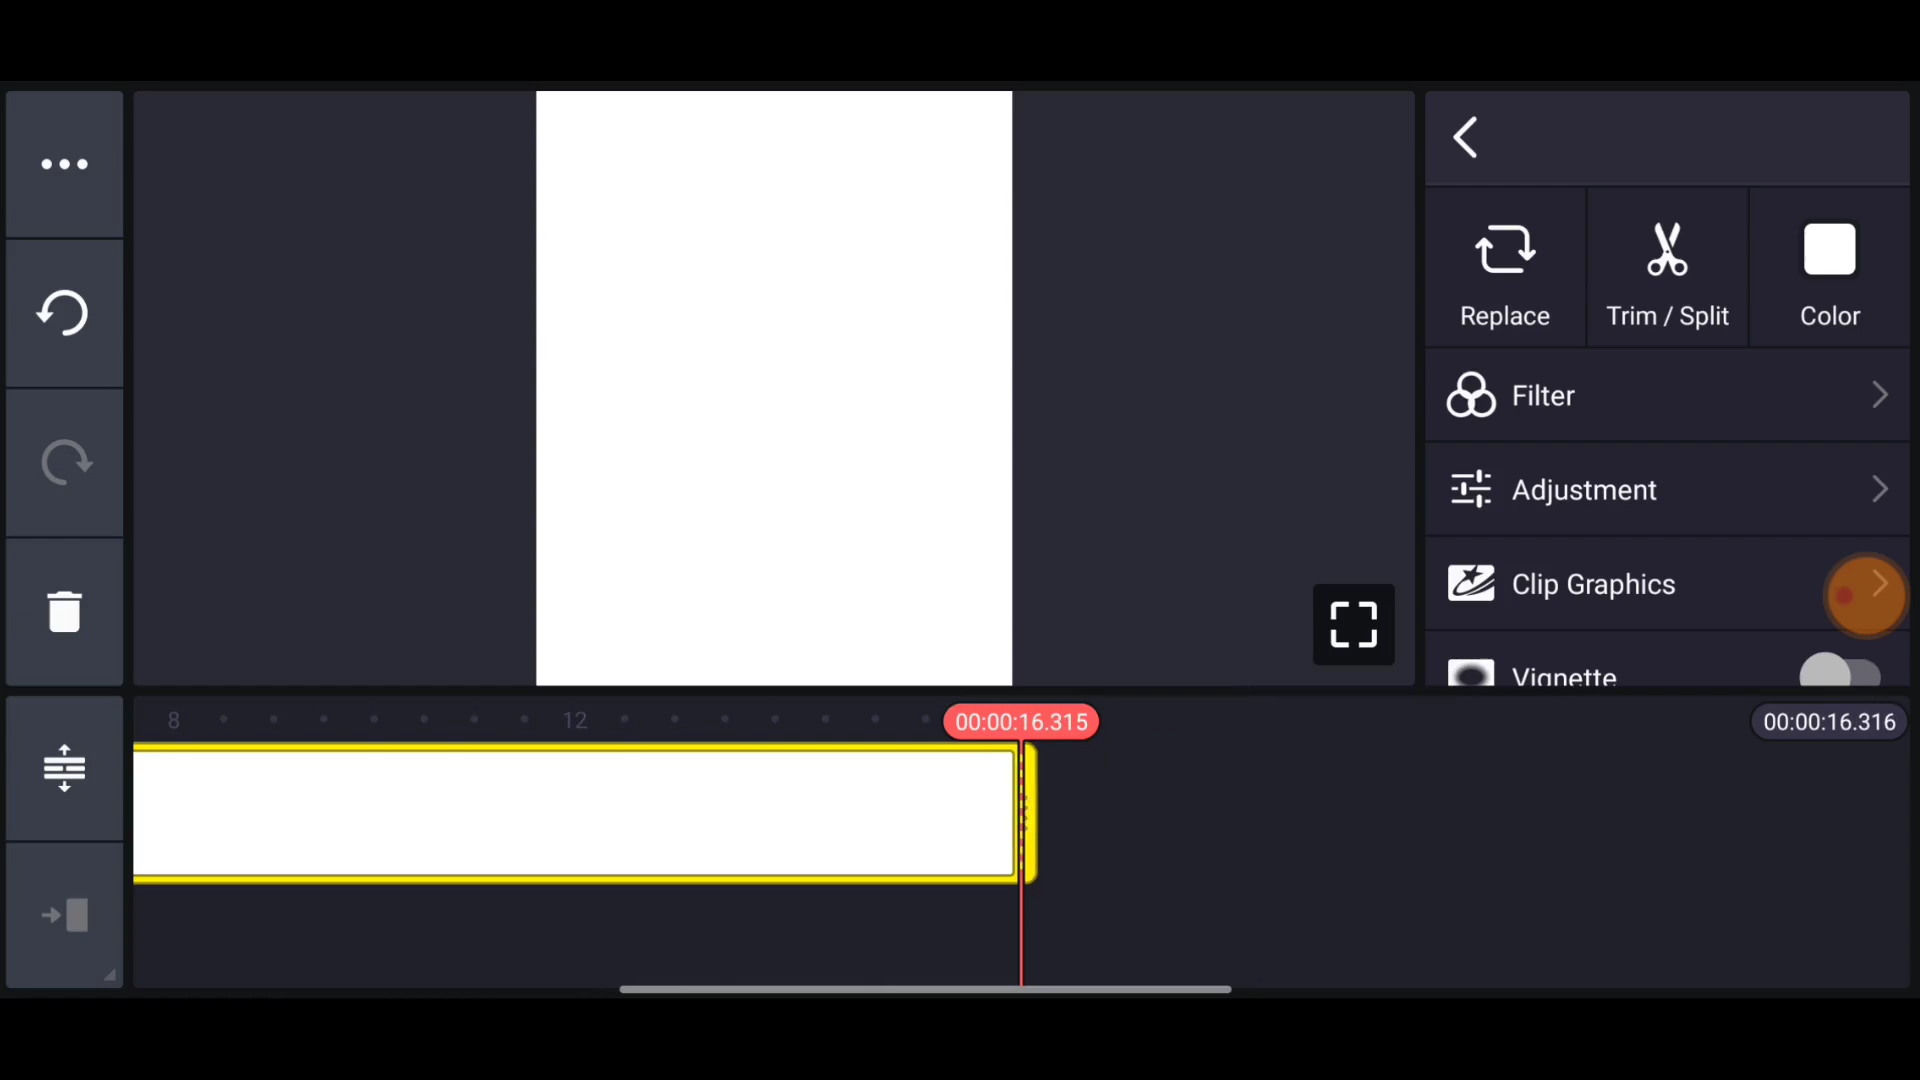 Replace
Trim / Split
Color
Filter
Adjustment
Clip Graphics
Vignette
8
12
00:00:16.315
00:00:16.316